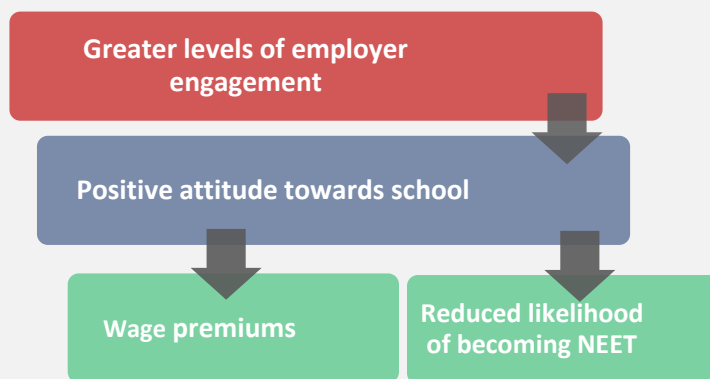 Greater levels of employer
engagement
Positive attitude towards school
Wage premiums
Reduced likelihood
of becoming NEET